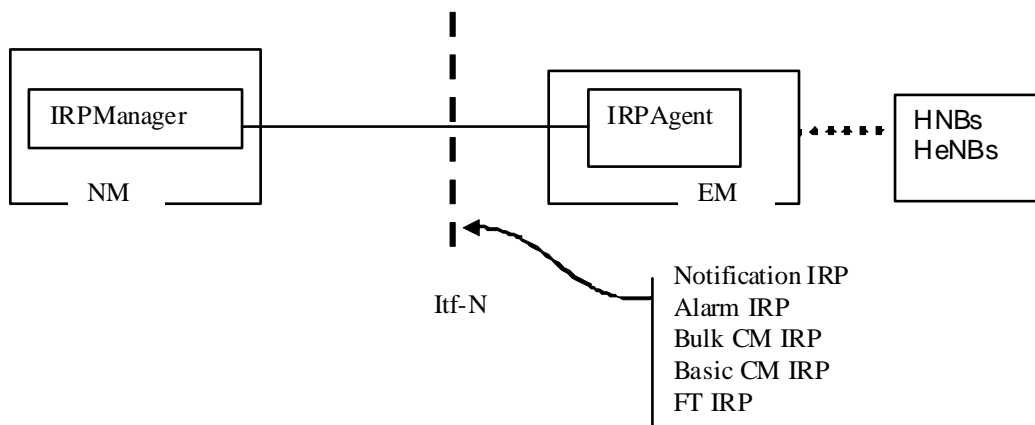 IRPManager
NM
IRPAgent
EM
HNBs
HeNBs
Itf-N
Notification IRP
Alarm IRP
Bulk CM IRP
Basic CM IRP
FT IRP